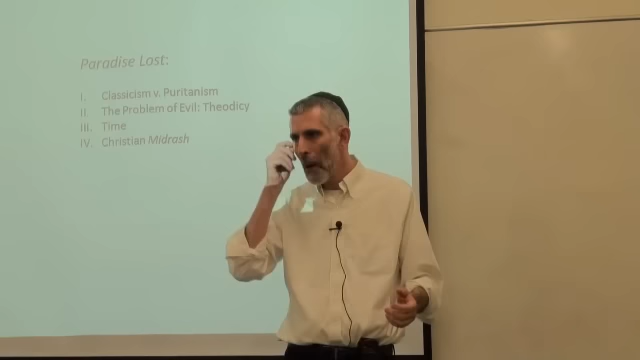 Paradise Lost:
I. Classicism v. Puritanism
II The Problem of Evil: Theodicy
III. Time
IV. Christian Midrash